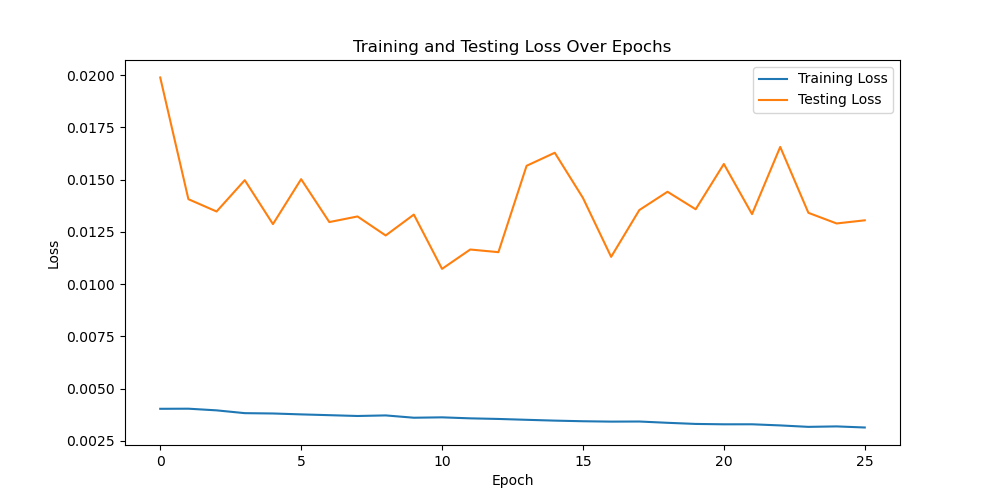 Training and Testing Loss Over Epochs
Training Loss
Testing Loss
0.0200
0.0175
0.0150
0.0125
0.0100
0.0075
0.0050
0.0025
Loss
0 5 10 15 20 25
Epoch